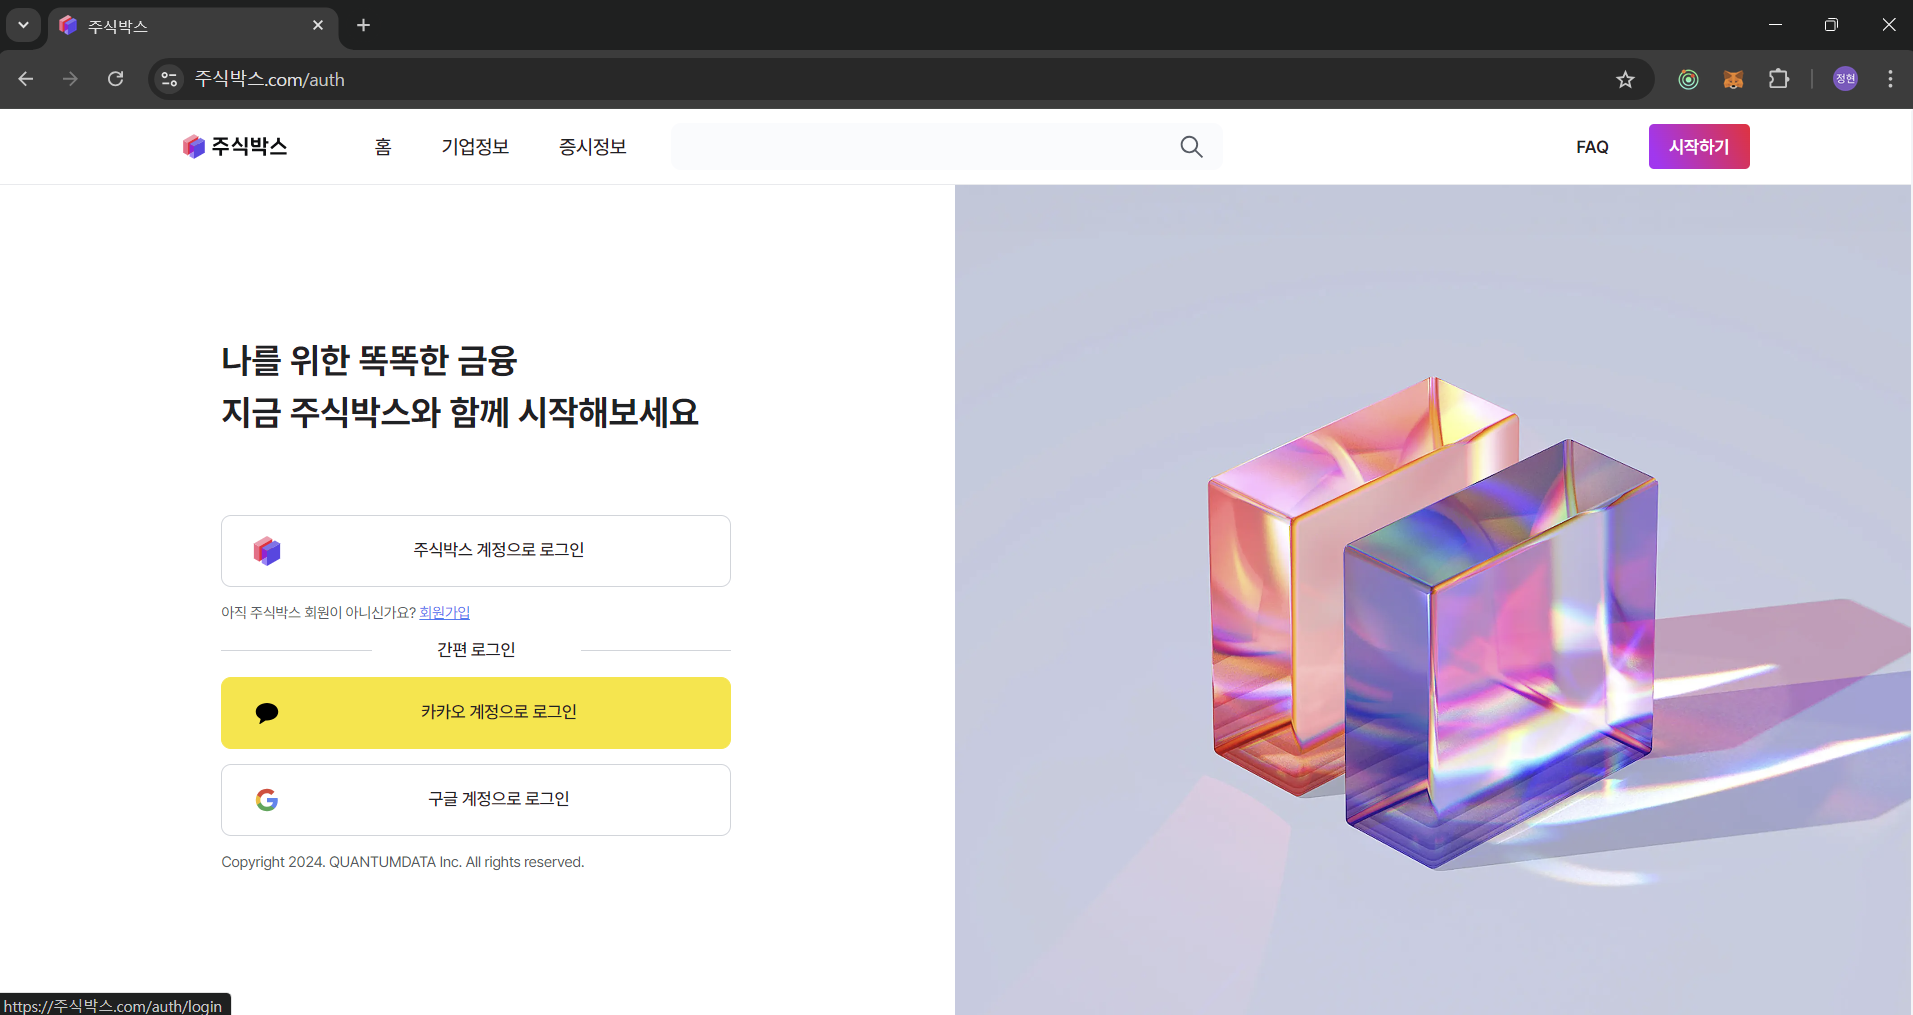 주식박스
주식박스.com/auth
정현
주식박스
홈
기업정보
증시정보
FAQ
시작하기
나를 위한 똑똑한 금융
지금 주식박스와 함께 시작해보세요
주식박스 계정으로 로그인
아직 주식박스 회원이 아니신가요? 회원가입
간편 로그인
카카오 계정으로 로그인
구글 계정으로 로그인
Copyright 2024. QUANTUMDATA Inc. All rights reserved.
https://주식박스.com/auth/login